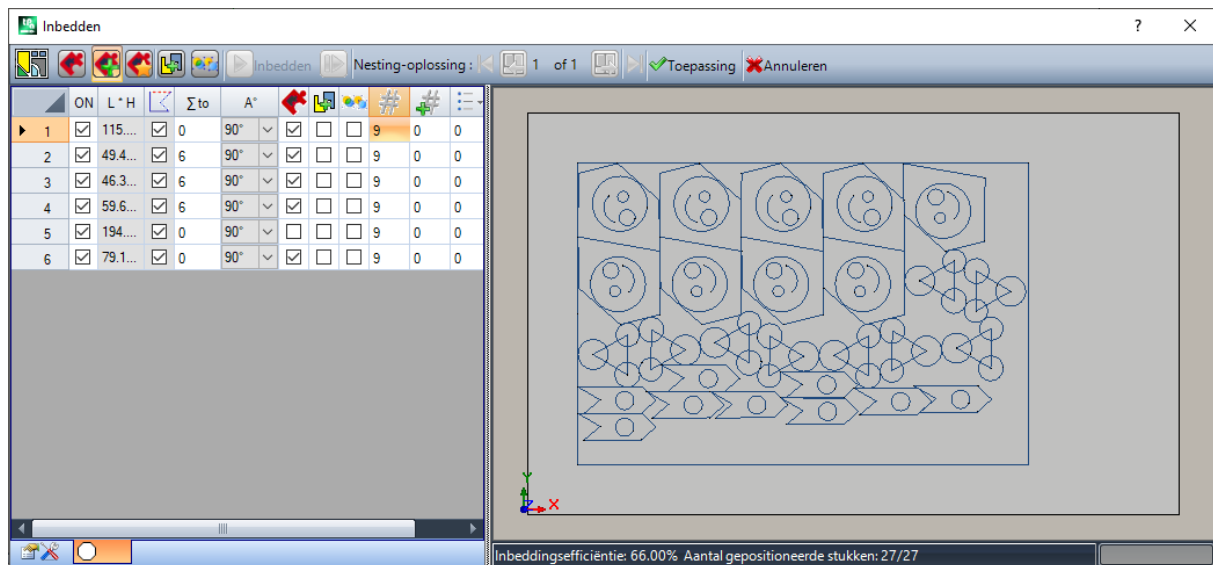 Inbedden
Inbedden Nesting-oplossing : 1 of 1 Toepassing Annuleren
ON L * H Σ to A°
1 115.... 0 90° 9 0 0
2 49.4... 6 90° 9 0 0
3 46.3... 6 90° 9 0 0
4 59.6... 6 90° 9 0 0
5 194.... 0 90° 9 0 0
6 79.1... 0 90° 9 0 0
Y
Z X
Inbeddingsefficiëntie: 66.00% Aantal gepositioneerde stukken: 27/27